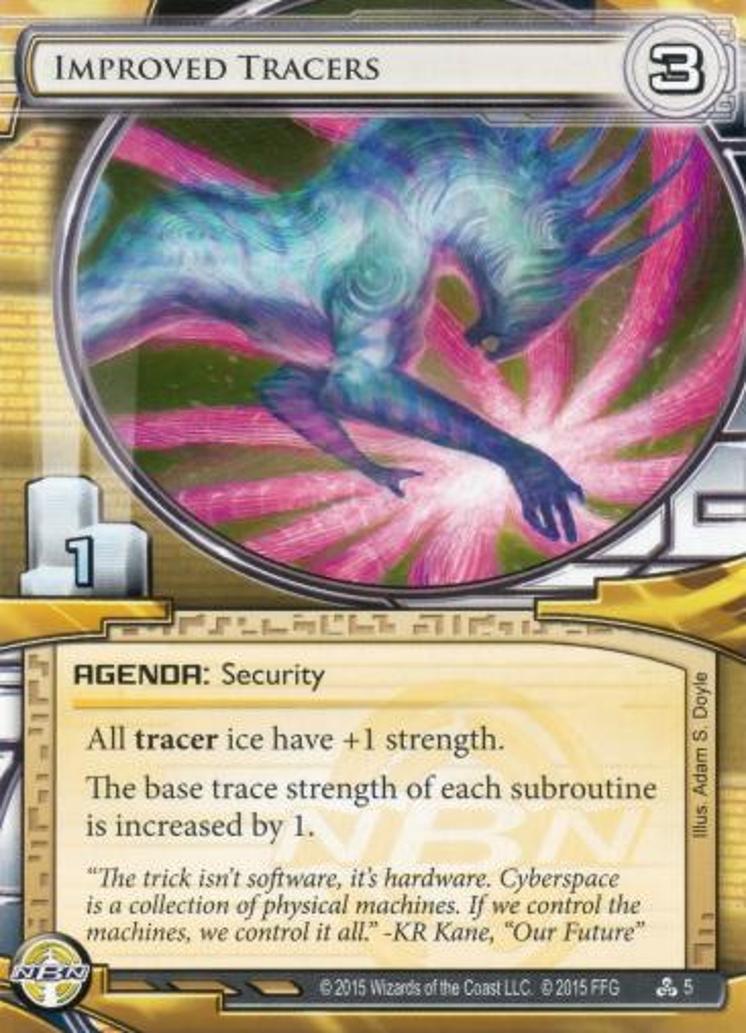 IMPROVED TRACERS
3
1
AGENDA: Security
All tracer ice have +1 strength.
The base trace strength of each subroutine
is increased by 1.
“The trick isn't software, it's hardware. Cyberspace
is a collection of physical machines. If we control the
machines, we control it all.” -KR Kane, “Our Future”
Illus. Adam S. Doyle
NBN
NBN
© 2015 Wizards of the Coast LLC. © 2015 FFG
5